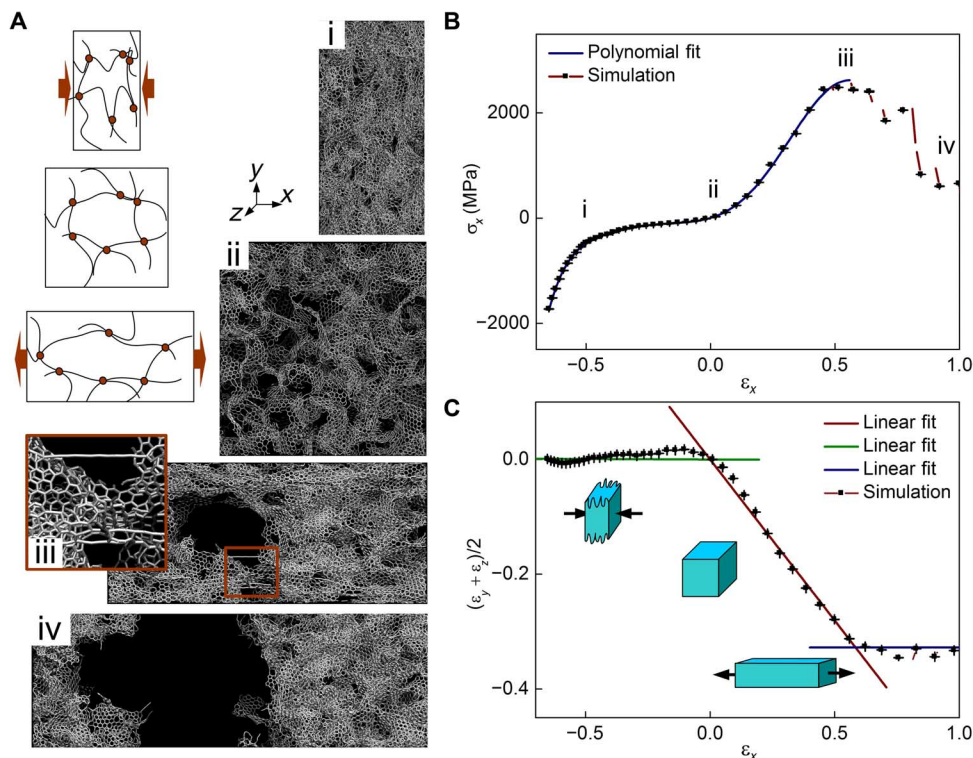 A
i
y
z
x
ii
iii
iv
B
Polynomial fit
Simulation
i
ii
iii
iv
2000
0
−2000
σx (MPa)
−0.5
0.0
0.5
1.0
εx
C
Linear fit
Linear fit
Linear fit
Simulation
0.0
−0.2
−0.4
(εy + εz)/2
−0.5
0.0
0.5
1.0
εx